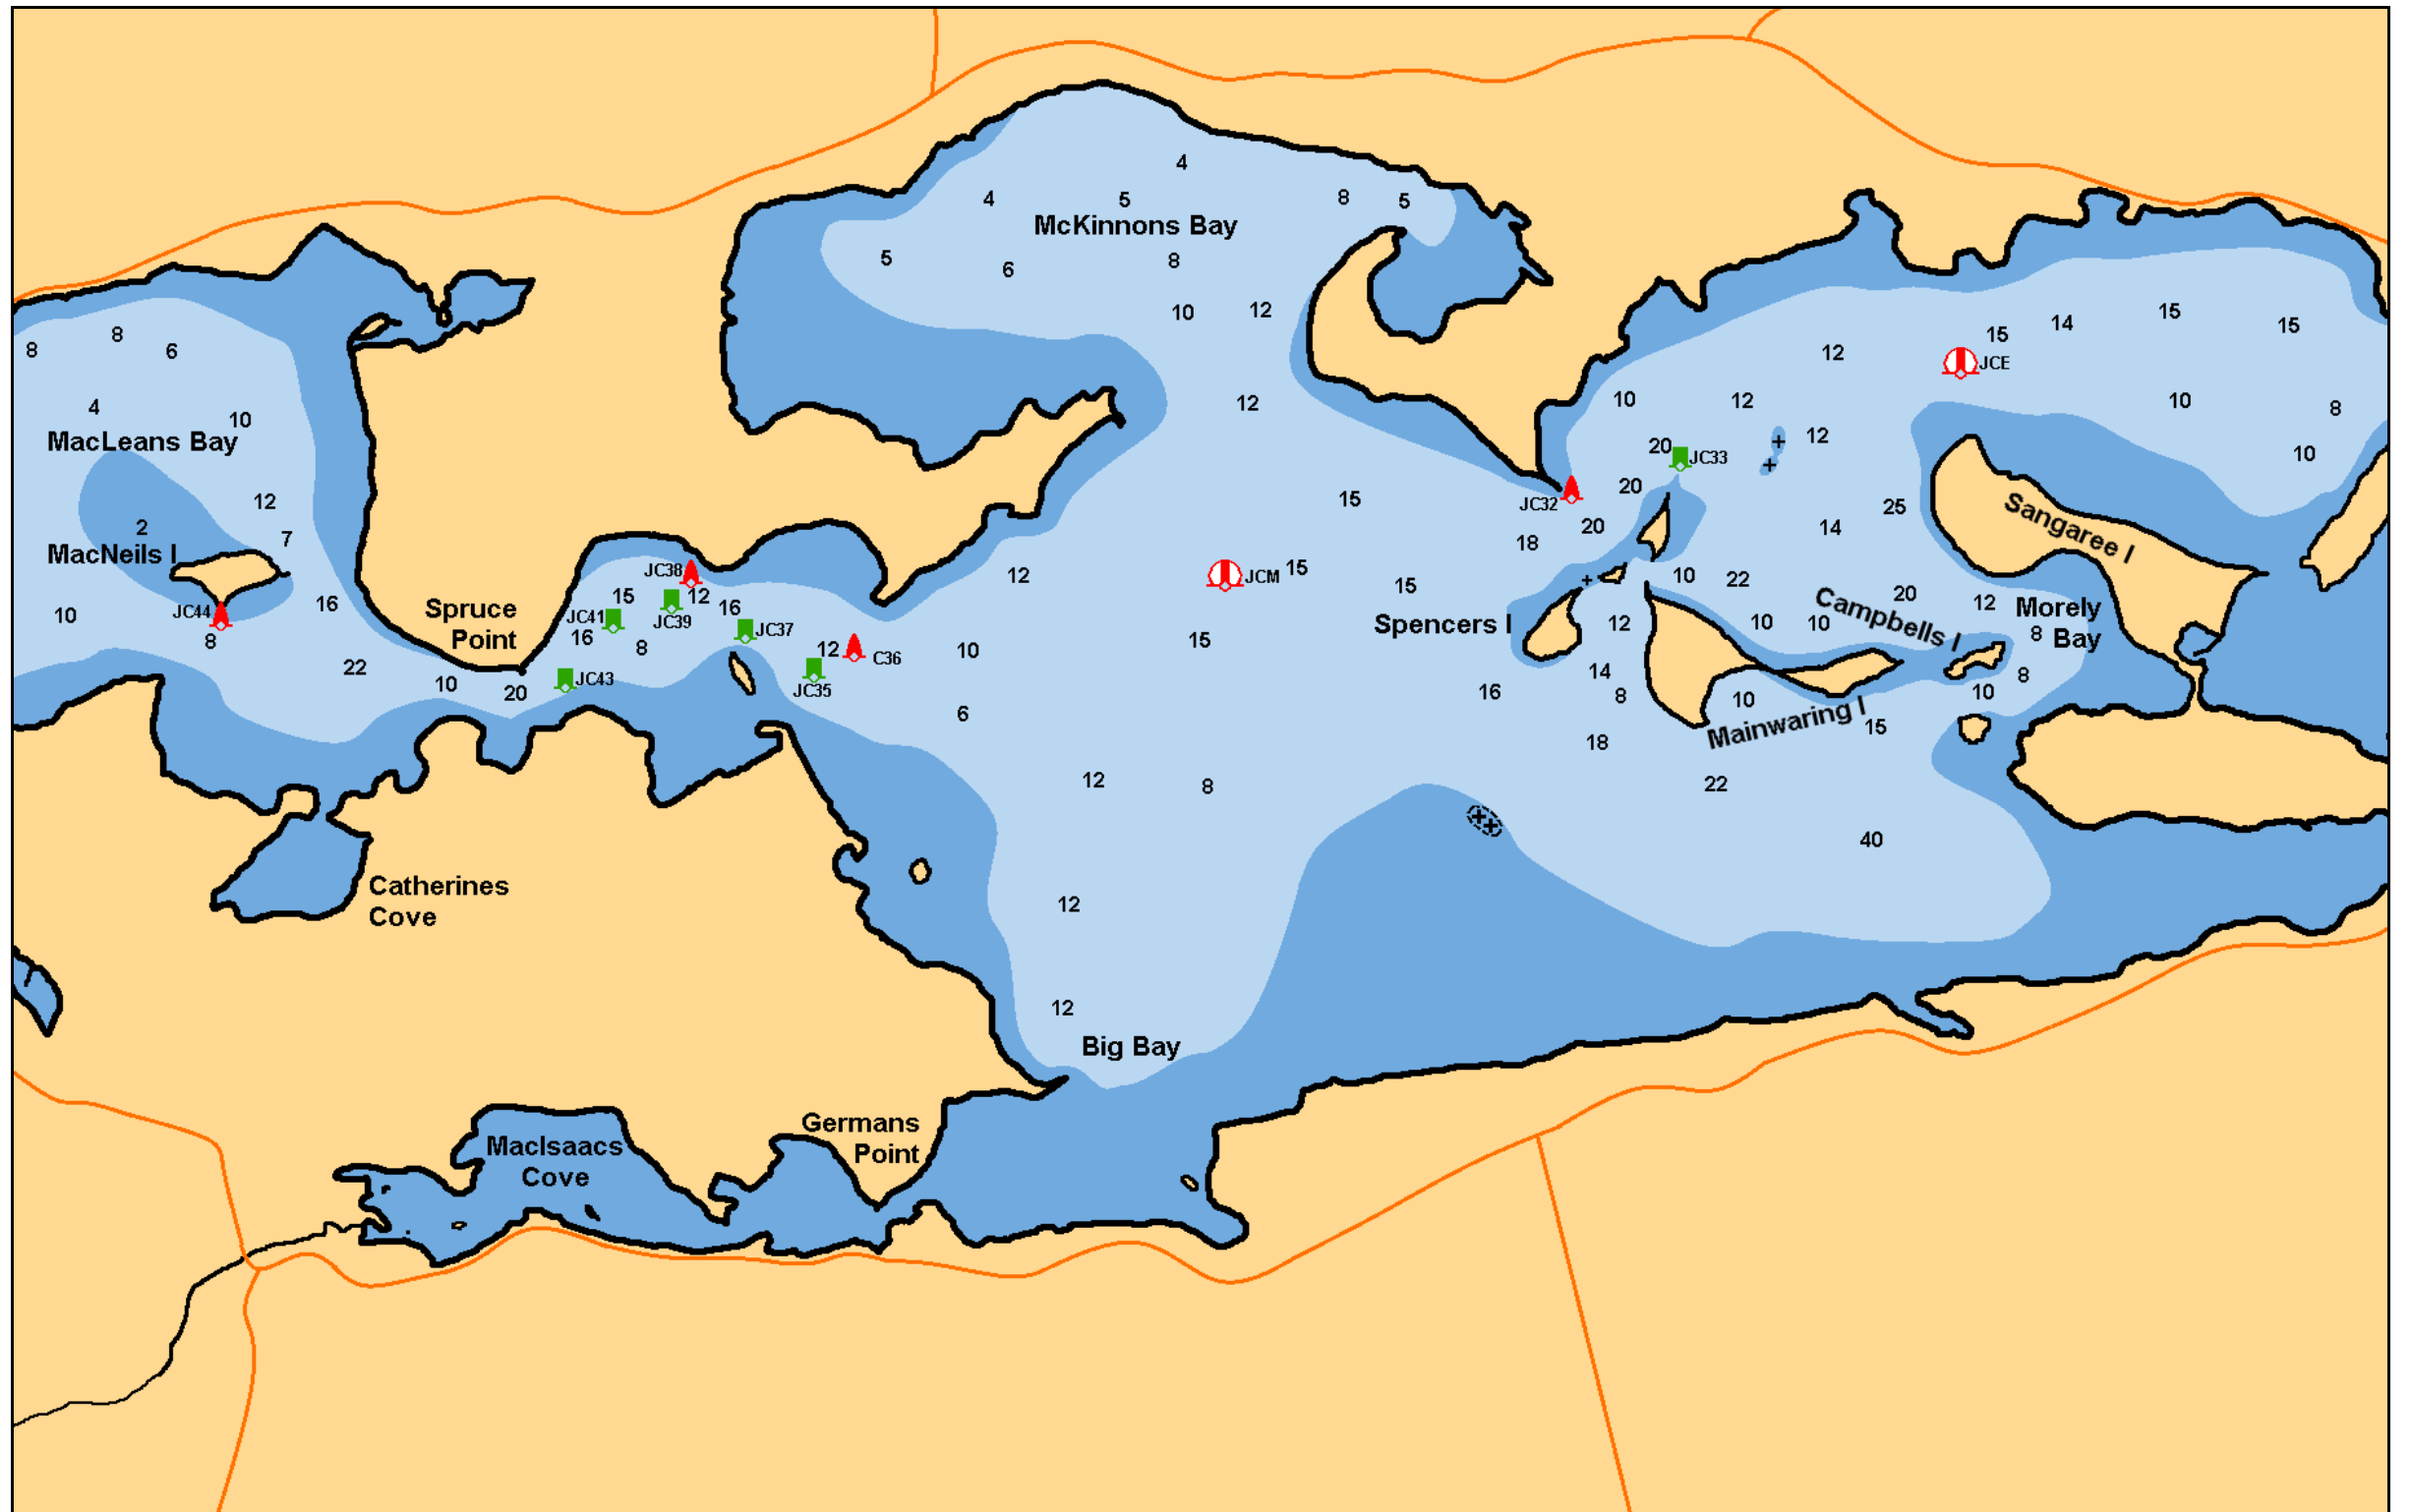 4
4
5
8
5
McKinnons Bay
5
6
8
10
12
15
14
15
15
8
8
6
12
JCE
12
10
12
10
8
4
10
MacLeans Bay
20
JC33
12
10
12
15
JC32
20
25
Sangaree I
2
7
MacNeils I
20
18
14
JC38
12
JCM
15
15
10
22
JC44
10
8
16
Spruce
Point
15
12
16
JC41
JC39
JC37
16
8
12
C36
JC35
10
15
Spencers I
12
10
10
20
Campbells I
12
Morely
Bay
8
8
22
10
20
JC43
6
16
14
8
10
Mainwaring I
15
10
18
12
8
22
40
Catherines
Cove
12
12
Big Bay
Germans
Point
MacIsaacs
Cove